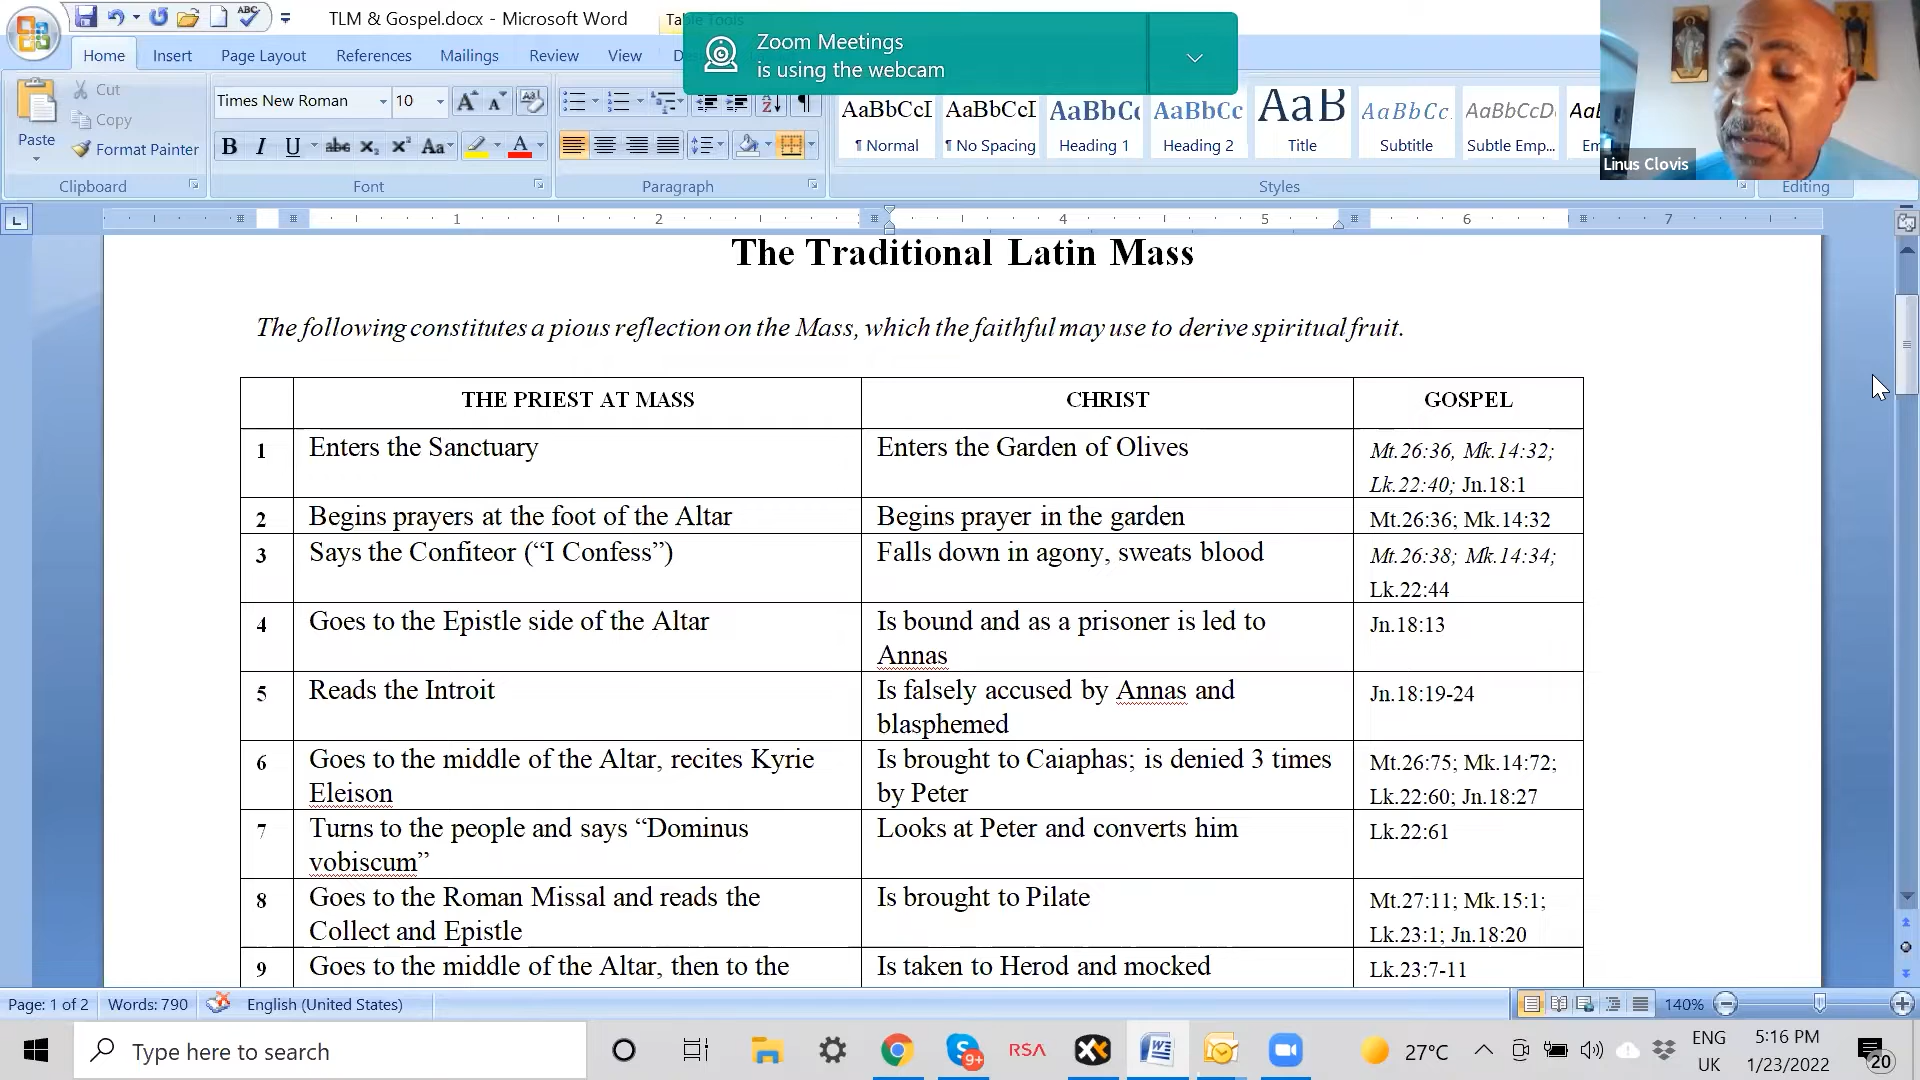 TLM & Gospel.docx - Microsoft Word
Table Tools
Zoom Meetings
is using the webcam
Home Insert Page Layout References Mailings Review View
Cut
Copy
Format Painter
Paste
Clipboard
Times New Roman 10
Font
Paragraph
AaBbCcI AaBbCcI AaBbCc AaBbCc AaB AaBbCc. AaBbCcD
¶ Normal ¶ No Spacing Heading 1 Heading 2 Title Subtitle Subtle Emp...
Styles
Editing
Linus Clovis
1 2 4 5 6 7
The Traditional Latin Mass
The following constitutes a pious reflection on the Mass, which the faithful may use to derive spiritual fruit.
THE PRIEST AT MASS CHRIST GOSPEL
1 Enters the Sanctuary Enters the Garden of Olives Mt.26:36, Mk.14:32;
Lk.22:40; Jn.18:1
2 Begins prayers at the foot of the Altar Begins prayer in the garden Mt.26:36; Mk.14:32
3 Says the Confiteor (“I Confess”) Falls down in agony, sweats blood Mt.26:38; Mk.14:34;
Lk.22:44
4 Goes to the Epistle side of the Altar Is bound and as a prisoner is led to Jn.18:13
Annas
5 Reads the Introit Is falsely accused by Annas and Jn.18:19-24
blasphemed
6 Goes to the middle of the Altar, recites Kyrie Is brought to Caiaphas; is denied 3 times Mt.26:75; Mk.14:72;
Eleison by Peter Lk.22:60; Jn.18:27
7 Turns to the people and says “Dominus Looks at Peter and converts him Lk.22:61
vobiscum”
8 Goes to the Roman Missal and reads the Is brought to Pilate Mt.27:11; Mk.15:1;
Collect and Epistle Lk.23:1; Jn.18:20
9 Goes to the middle of the Altar, then to the Is taken to Herod and mocked Lk.23:7-11
Page: 1 of 2 Words: 790 English (United States) 140%
Type here to search
9+
RSA
27°C
ENG
UK
5:16 PM
1/23/2022
20